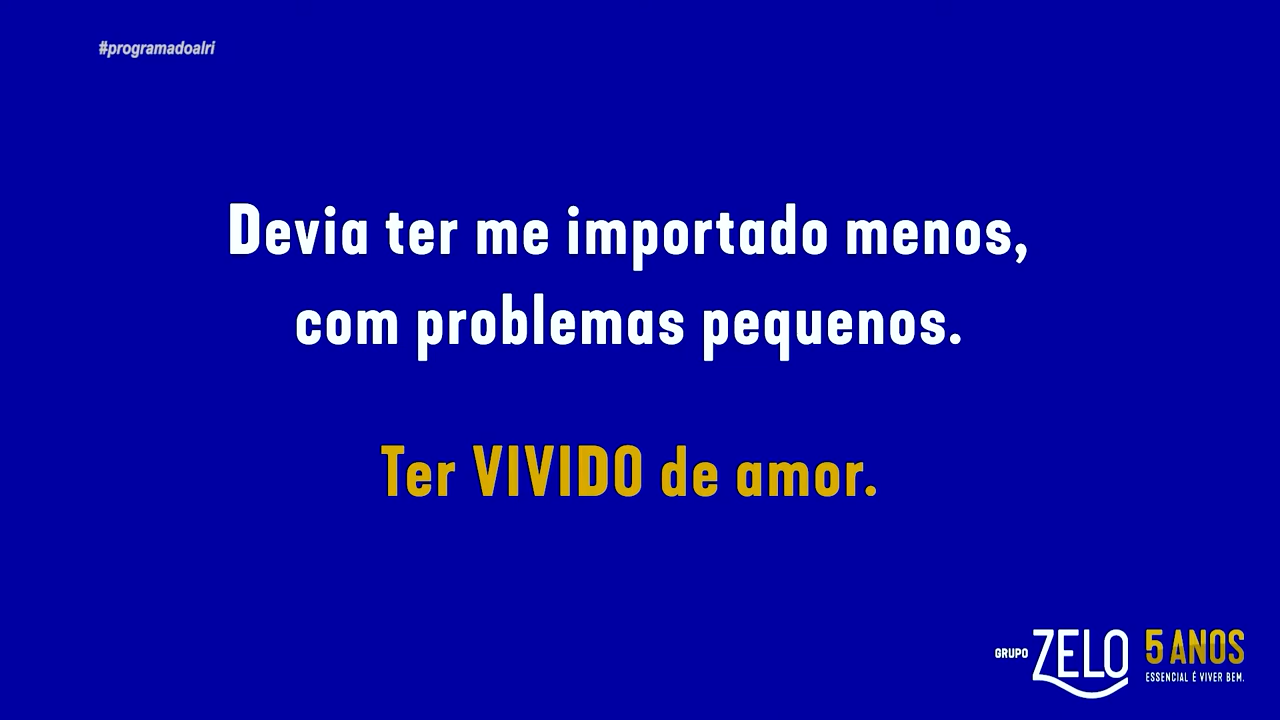 #programadoalri
Devia ter me importado menos,
com problemas pequenos.
Ter VIVIDO de amor.
GRUPO ZELO 5 ANOS
ESSENCIAL É VIVER BEM.